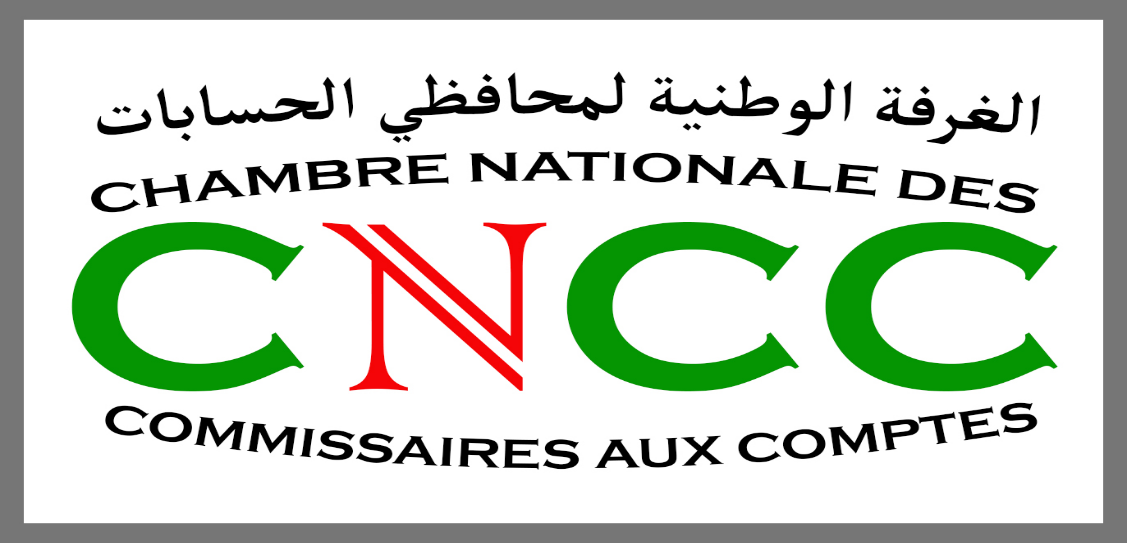 الغرفة الوطنية لمحافظي الحسابات
CHAMBRE NATIONALE DES
CNCC
COMMISSAIRES AUX COMPTES